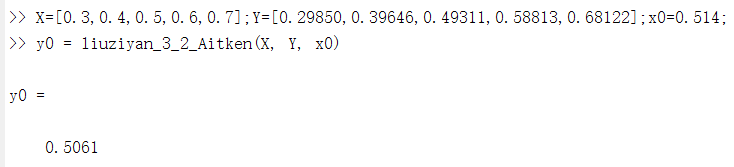 >> X=[0.3,0.4,0.5,0.6,0.7];Y=[0.29850,0.39646,0.49311,0.58813,0.68122];x0=0.514;
>> y0 = liuziyan_3_2_Aitken(X, Y, x0)
y0 =
0.5061